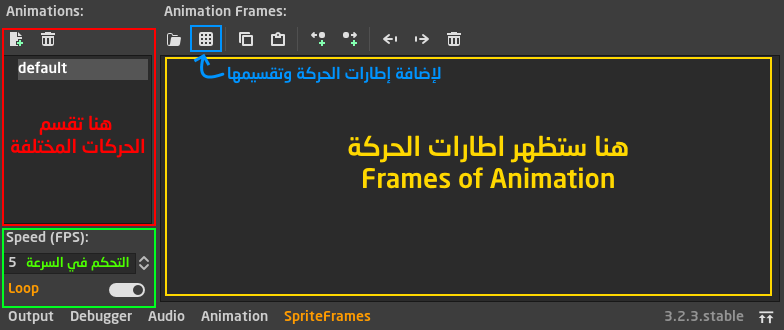 Animations:
Animation Frames:
default
لإضافة إطارات الحركة وتقسيمها
هنا تقسم
الحركات المختلفة
هنا ستظهر اطارات الحركة
Frames of Animation
Speed (FPS):
5 التحكم في السرعة
Loop
Output Debugger Audio Animation SpriteFrames 3.2.3.stable